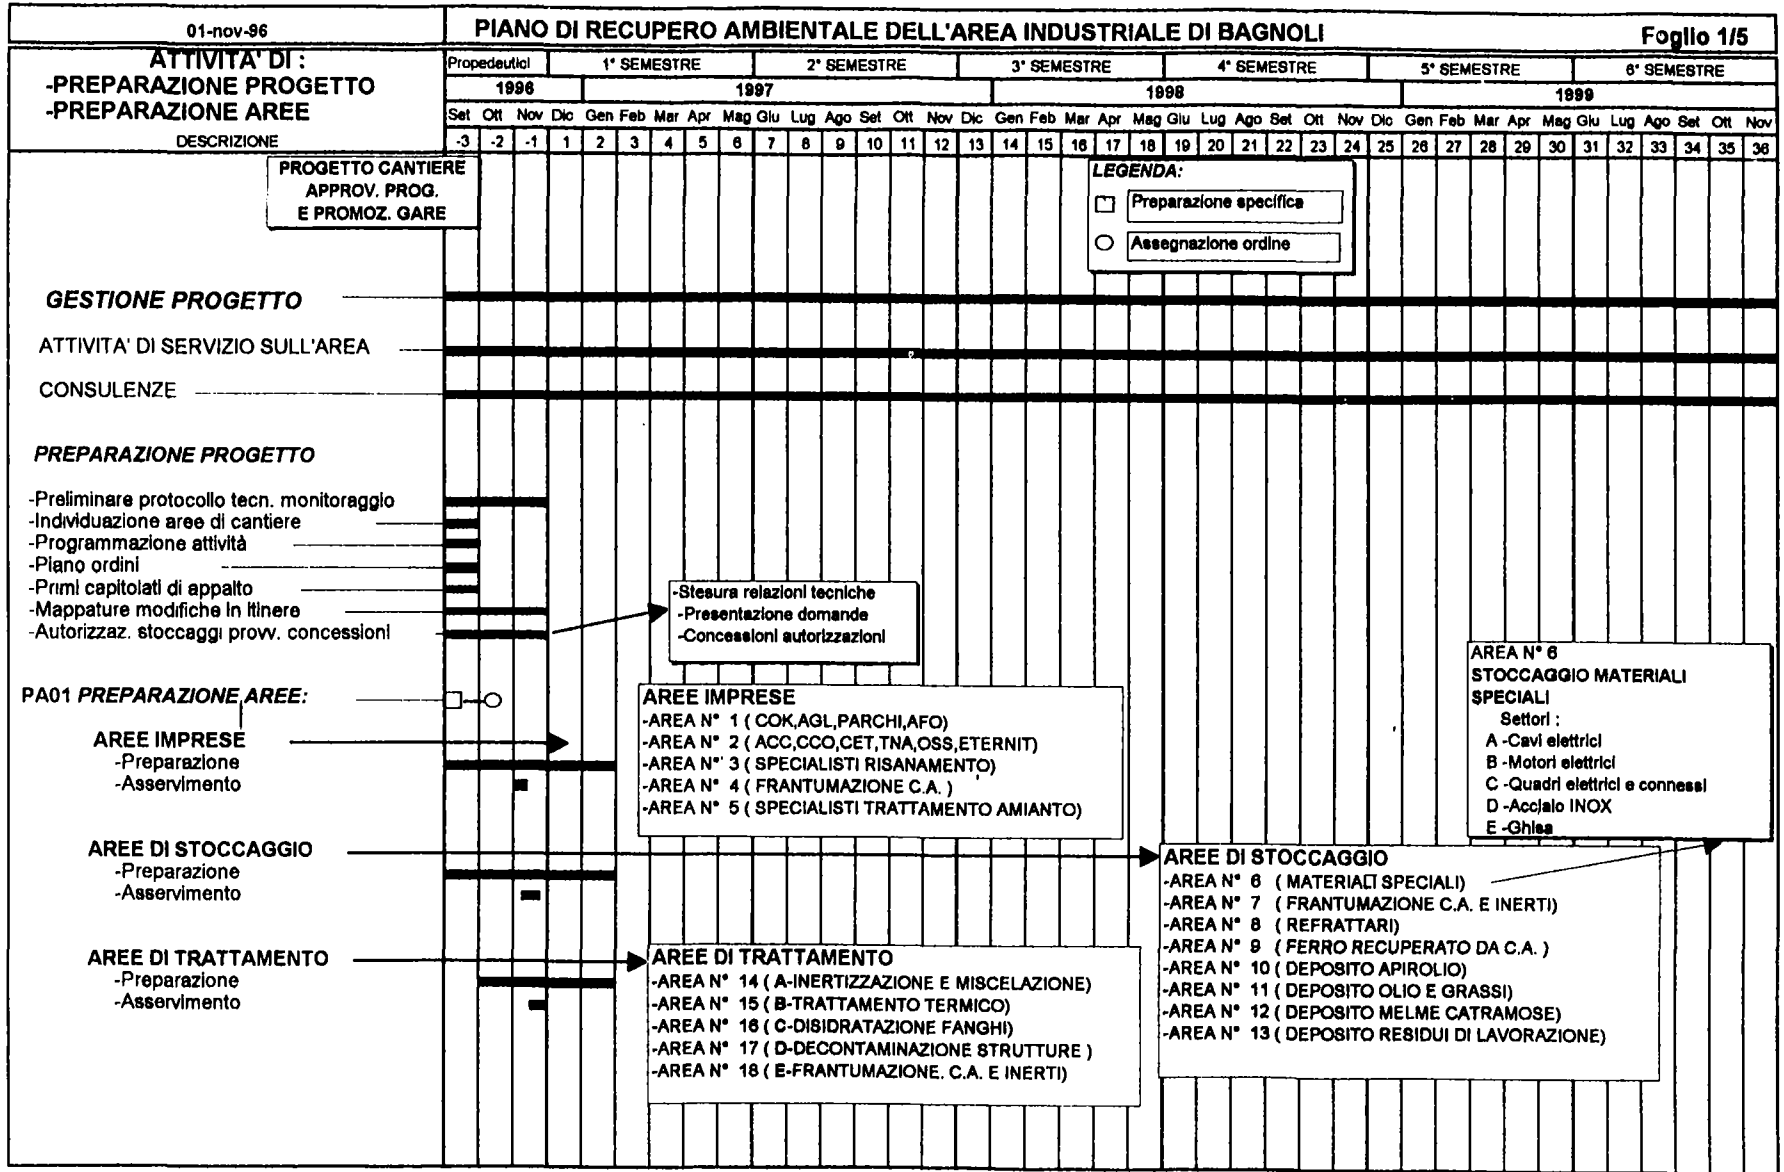 01-nov-96
PIANO DI RECUPERO AMBIENTALE DELL'AREA INDUSTRIALE DI BAGNOLI
Foglio 1/5
ATTIVITA' DI :
-PREPARAZIONE PROGETTO
-PREPARAZIONE AREE
DESCRIZIONE
Propedeutici 1° SEMESTRE 2° SEMESTRE 3° SEMESTRE 4° SEMESTRE 5° SEMESTRE 6° SEMESTRE
1996 1997 1998 1999
Set Ott Nov Dic Gen Feb Mar Apr Mag Giu Lug Ago Set Ott Nov Dic Gen Feb Mar Apr Mag Giu Lug Ago Set Ott Nov Dic Gen Feb Mar Apr Mag Giu Lug Ago Set Ott Nov
-3 -2 -1 1 2 3 4 5 6 7 8 9 10 11 12 13 14 15 16 17 18 19 20 21 22 23 24 25 26 27 28 29 30 31 32 33 34 35 36
PROGETTO CANTIERE
APPROV. PROG.
E PROMOZ. GARE
LEGENDA:
Preparazione specifica
Assegnazione ordine
GESTIONE PROGETTO
ATTIVITA' DI SERVIZIO SULL'AREA
CONSULENZE
PREPARAZIONE PROGETTO
-Preliminare protocollo tecn. monitoraggio
-Individuazione aree di cantiere
-Programmazione attività
-Piano ordini
-Primi capitolati di appalto
-Mappature modifiche in itinere
-Autorizzaz. stoccaggi provv. concessioni
-Stesura relazioni tecniche
-Presentazione domande
-Concessioni autorizzazioni
PA01 PREPARAZIONE AREE:
AREE IMPRESE
-Preparazione
-Asservimento
AREE IMPRESE
-AREA N° 1 ( COK,AGL,PARCHI,AFO)
-AREA N° 2 ( ACC,CCO,CET,TNA,OSS,ETERNIT)
-AREA N° 3 ( SPECIALISTI RISANAMENTO)
-AREA N° 4 ( FRANTUMAZIONE C.A. )
-AREA N° 5 ( SPECIALISTI TRATTAMENTO AMIANTO)
AREA N° 6
STOCCAGGIO MATERIALI
SPECIALI
Settori :
A -Cavi elettrici
B -Motori elettrici
C -Quadri elettrici e connessi
D -Acciaio INOX
E -Ghisa
AREE DI STOCCAGGIO
-Preparazione
-Asservimento
AREE DI STOCCAGGIO
-AREA N° 6 ( MATERIALI SPECIALI)
-AREA N° 7 ( FRANTUMAZIONE C.A. E INERTI)
-AREA N° 8 ( REFRATTARI)
-AREA N° 9 ( FERRO RECUPERATO DA C.A. )
-AREA N° 10 ( DEPOSITO APIROLIO)
-AREA N° 11 ( DEPOSITO OLIO E GRASSI)
-AREA N° 12 ( DEPOSITO MELME CATRAMOSE)
-AREA N° 13 ( DEPOSITO RESIDUI DI LAVORAZIONE)
AREE DI TRATTAMENTO
-Preparazione
-Asservimento
AREE DI TRATTAMENTO
-AREA N° 14 ( A-INERTIZZAZIONE E MISCELAZIONE)
-AREA N° 15 ( B-TRATTAMENTO TERMICO)
-AREA N° 16 ( C-DISIDRATAZIONE FANGHI)
-AREA N° 17 ( D-DECONTAMINAZIONE STRUTTURE )
-AREA N° 18 ( E-FRANTUMAZIONE. C.A. E INERTI)